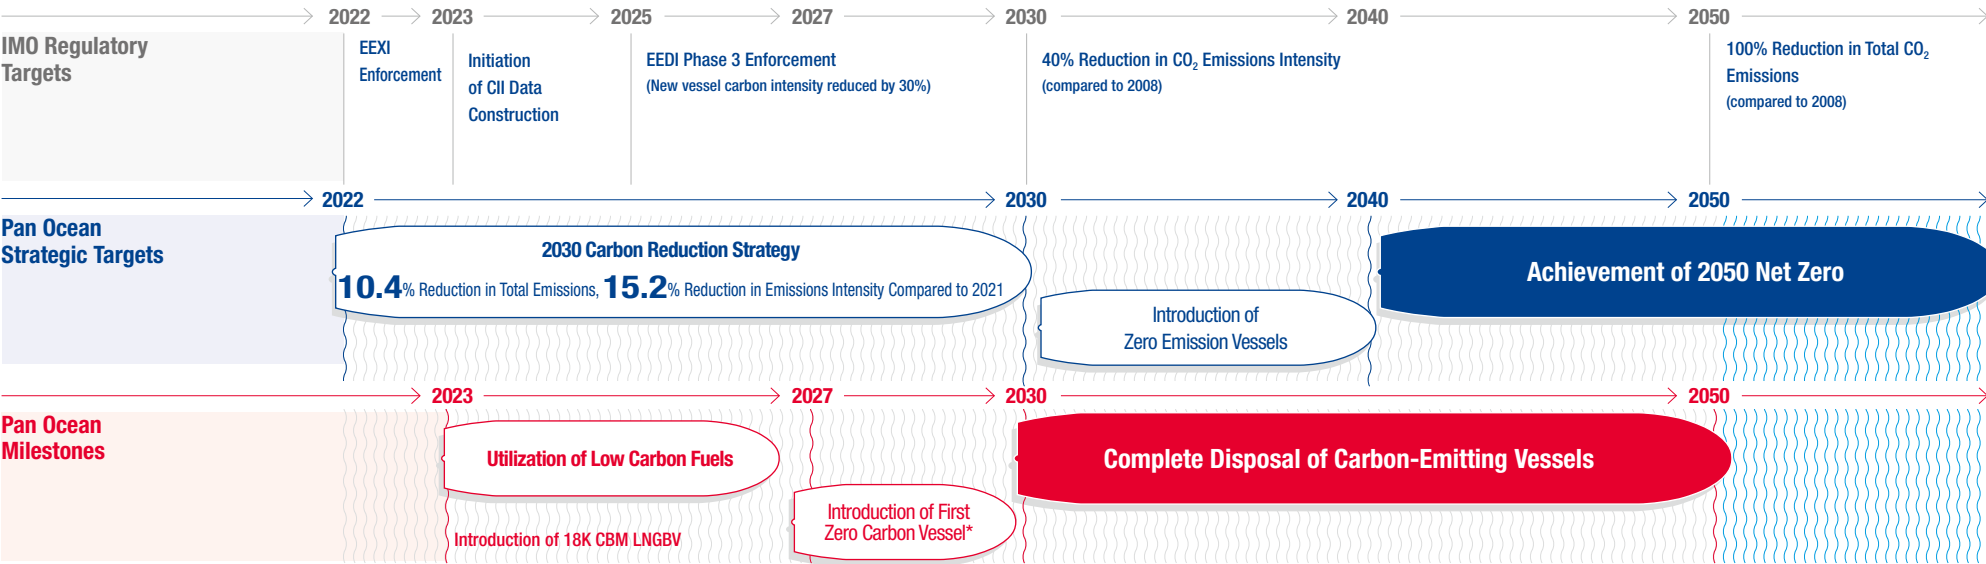 2022 2023 2025 2027 2030 2040 2050
IMO Regulatory
Targets
EEXI
Enforcement
Initiation
of CII Data
Construction
EEDI Phase 3 Enforcement
(New vessel carbon intensity reduced by 30%)
40% Reduction in CO₂ Emissions Intensity
(compared to 2008)
100% Reduction in Total CO₂
Emissions
(compared to 2008)
2022 2030 2040 2050
Pan Ocean
Strategic Targets
2030 Carbon Reduction Strategy
10.4% Reduction in Total Emissions, 15.2% Reduction in Emissions Intensity Compared to 2021
Introduction of
Zero Emission Vessels
Achievement of 2050 Net Zero
2023 2027 2030 2050
Pan Ocean
Milestones
Utilization of Low Carbon Fuels
Introduction of 18K CBM LNGBV
Introduction of First
Zero Carbon Vessel*
Complete Disposal of Carbon-Emitting Vessels